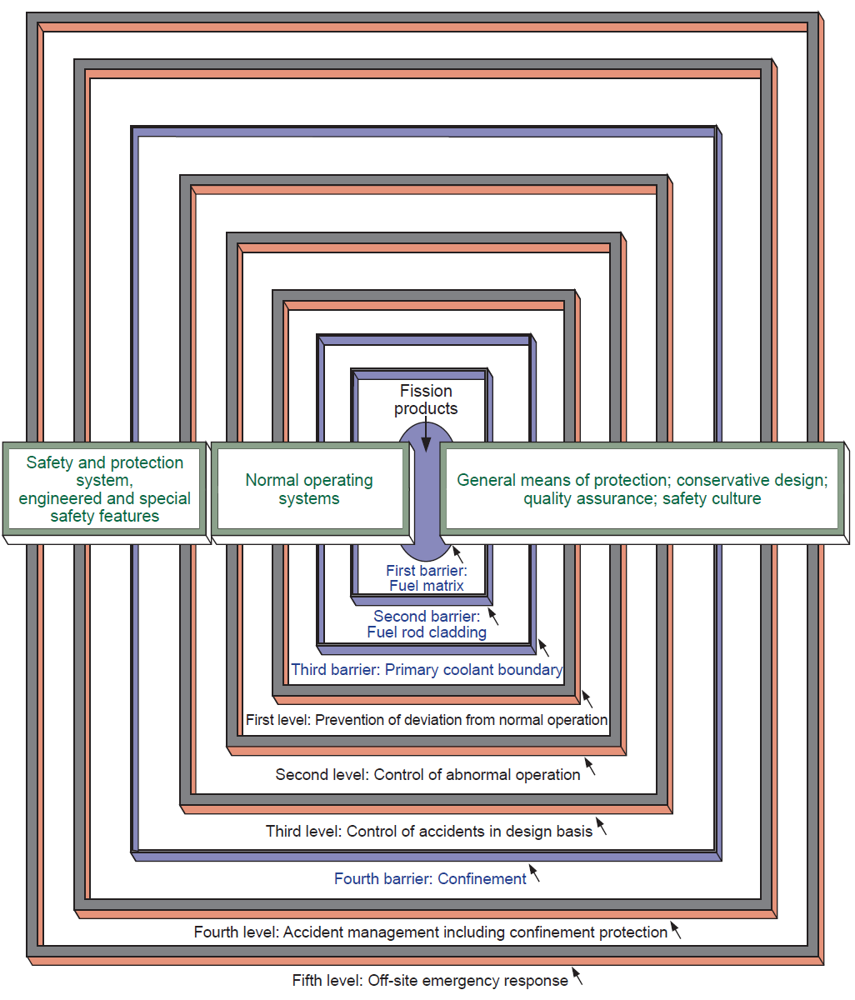 Fission
products
Safety and protection
system,
engineered and special
safety features
Normal operating
systems
General means of protection; conservative design;
quality assurance; safety culture
First barrier:
Fuel matrix
Second barrier:
Fuel rod cladding
Third barrier: Primary coolant boundary
First level: Prevention of deviation from normal operation
Second level: Control of abnormal operation
Third level: Control of accidents in design basis
Fourth barrier: Confinement
Fourth level: Accident management including confinement protection
Fifth level: Off-site emergency response